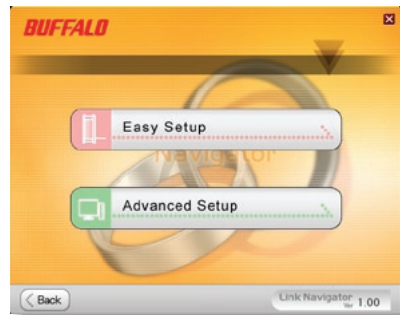 BUFFALO
Easy Setup
Navigator
Advanced Setup
Back
Link Navigator
Ver 1.00